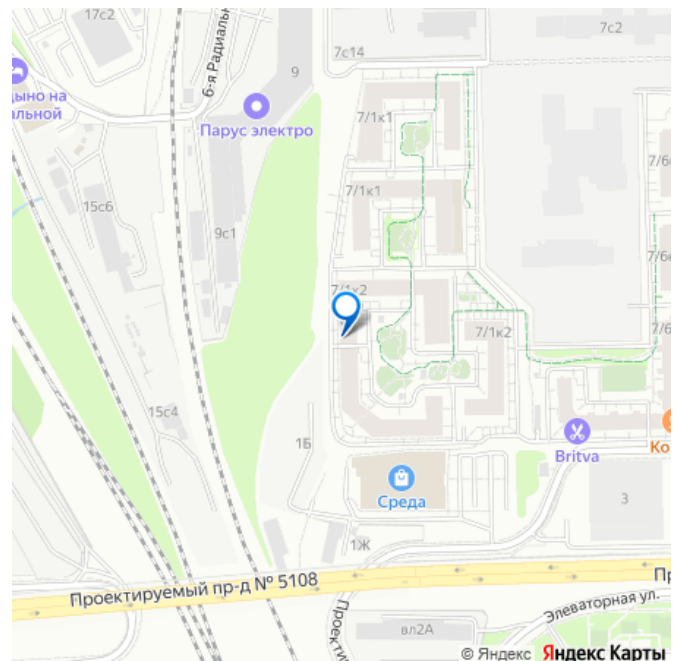 17с2
7с2
7с14
6-я Радиальн
9
ыно на
альной
Парус электро
7/1к1
7/1к1
7/6
15с6
9с1
7/6
7/1к2
7/1к2
7/6
15с4
1Б
Britva
Ко
Среда
3
1Ж
Проектируемый пр-д № 5108
Пр
Элеваторная ул.
Проекти
вл2А
© Яндекс Яндекс Карты